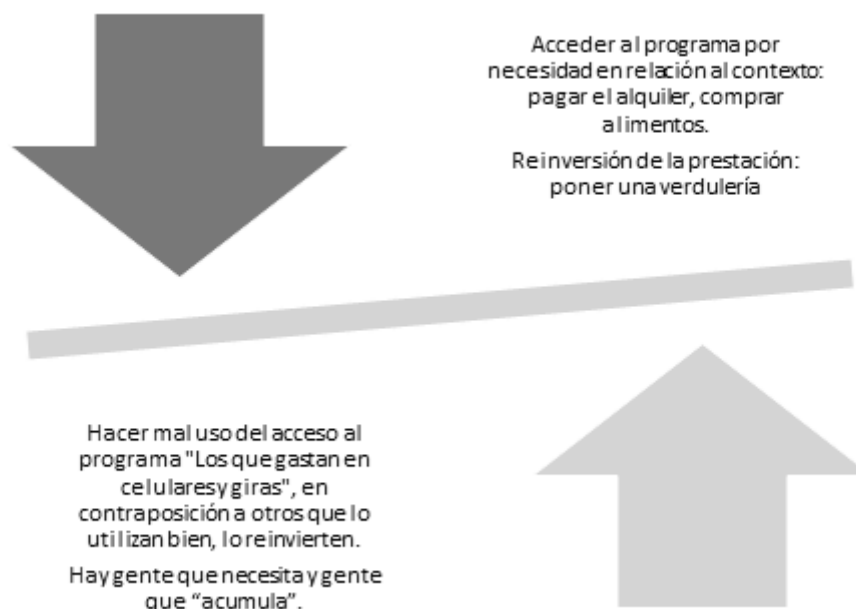 Acceder al programa por
necesidad en relación al contexto:
pagar el alquiler, comprar
alimentos.
Reinversión de la prestación:
poner una verdulería
Hacer mal uso del acceso al
programa "Los que gastan en
celulares y giras", en
contraposición a otros que lo
utilizan bien, lo reinvierten.
Hay gente que necesita y gente
que “acumula”.